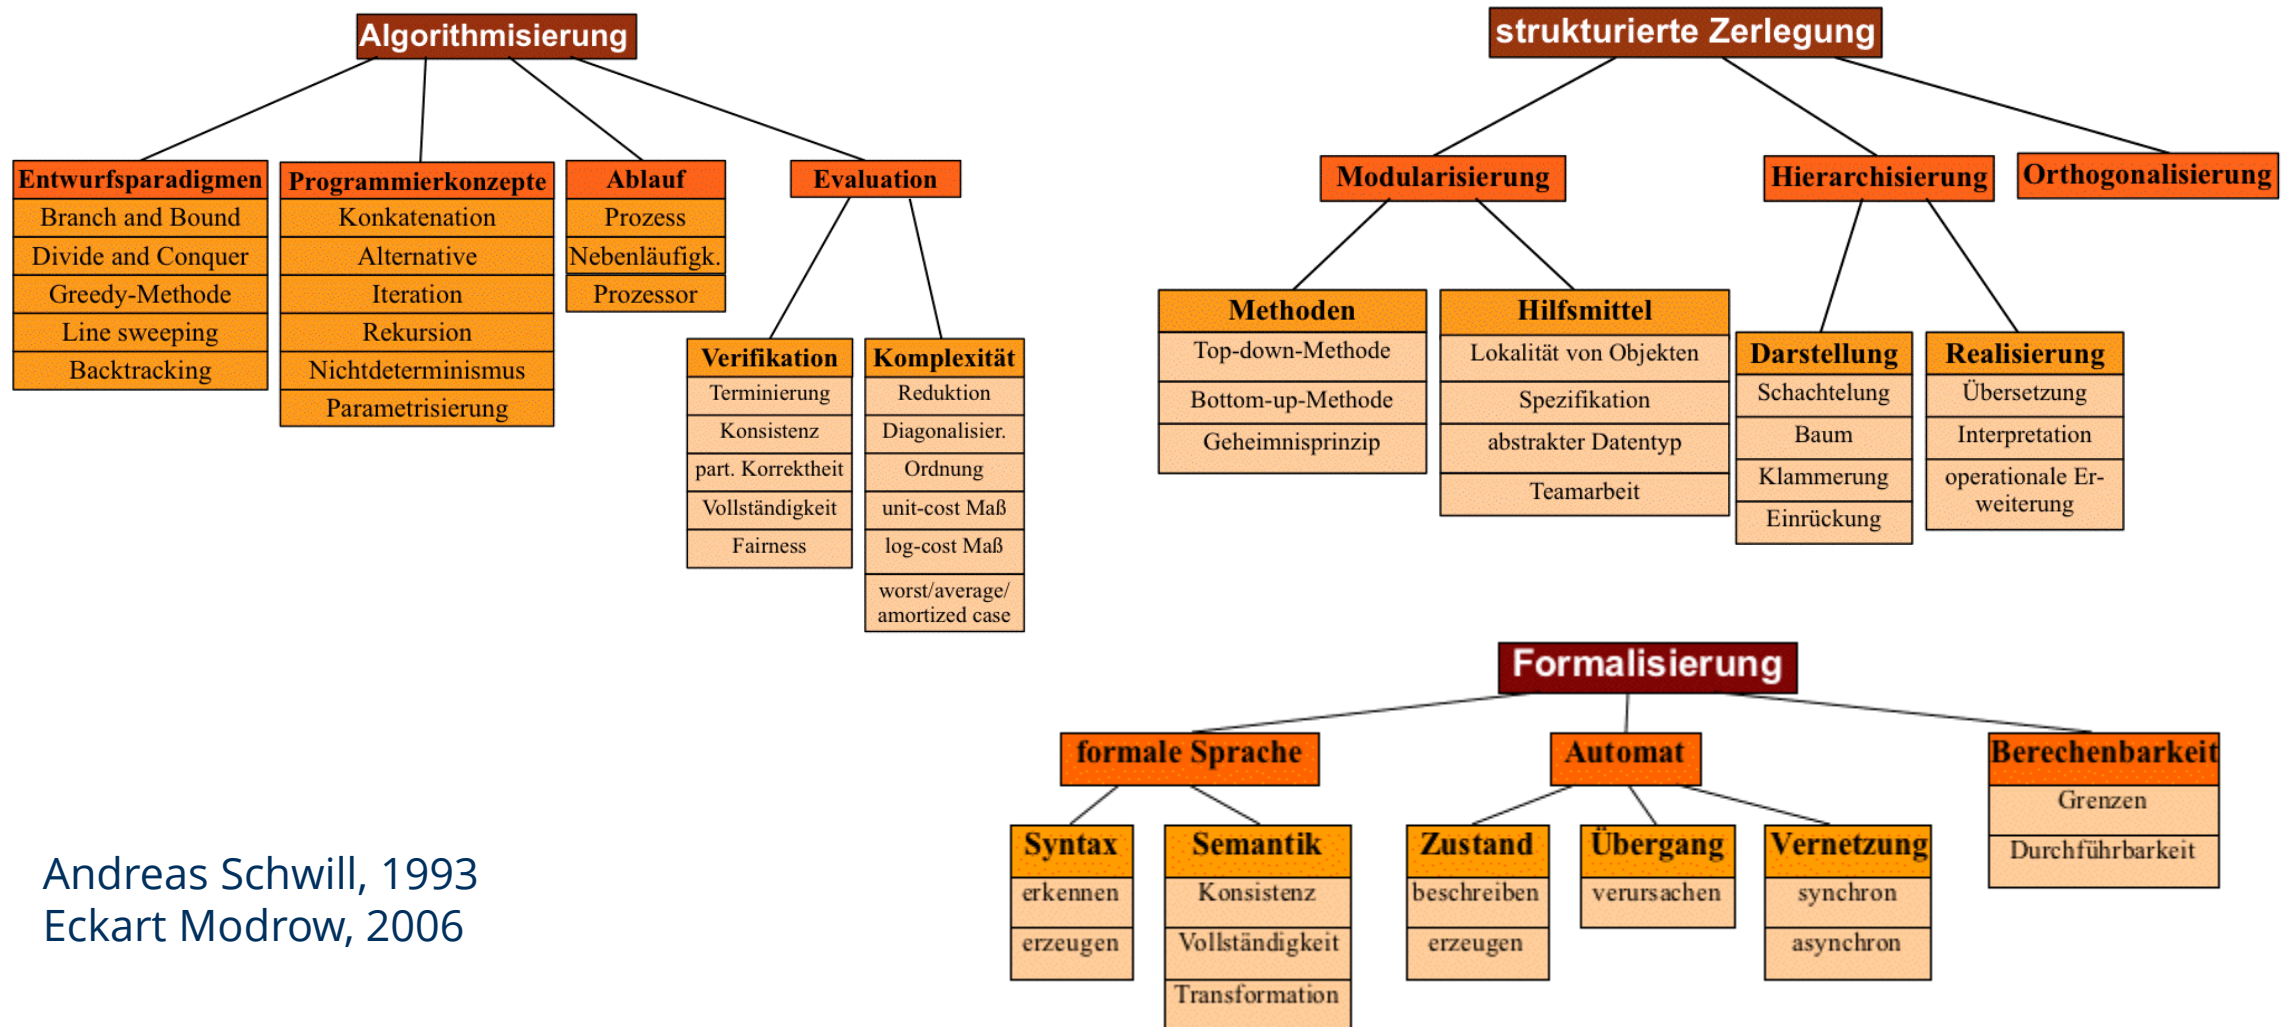 Algorithmisierung
Entwurfsparadigmen
Branch and Bound
Divide and Conquer
Greedy-Methode
Line sweeping
Backtracking
Programmierkonzepte
Konkatenation
Alternative
Iteration
Rekursion
Nichtdeterminismus
Parametrisierung
Ablauf
Prozess
Nebenläufigk.
Prozessor
Evaluation
Verifikation
Terminierung
Konsistenz
part. Korrektheit
Vollständigkeit
Fairness
Komplexität
Reduktion
Diagonalisier.
Ordnung
unit-cost Maß
log-cost Maß
worst/average/
amortized case
strukturierte Zerlegung
Modularisierung
Methoden
Top-down-Methode
Bottom-up-Methode
Geheimnisprinzip
Hilfsmittel
Lokalität von Objekten
Spezifikation
abstrakter Datentyp
Teamarbeit
Hierarchisierung
Darstellung
Schachtelung
Baum
Klammerung
Einrückung
Realisierung
Übersetzung
Interpretation
operationale Er-
weiterung
Orthogonalisierung
Formalisierung
formale Sprache
Syntax
erkennen
erzeugen
Semantik
Konsistenz
Vollständigkeit
Transformation
Automat
Zustand
beschreiben
erzeugen
Übergang
verursachen
Vernetzung
synchron
asynchron
Berechenbarkeit
Grenzen
Durchführbarkeit
Andreas Schwill, 1993
Eckart Modrow, 2006